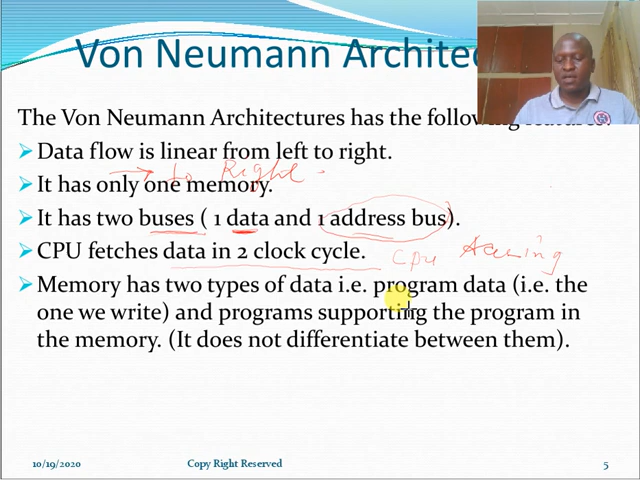 Von Neumann Architec
The Von Neumann Architectures has the following features:
Data flow is linear from left to right.
to Right
It has only one memory.
It has two buses ( 1 data and 1 address bus).
CPU fetches data in 2 clock cycle.
CPU
Memory has two types of data i.e. program data (i.e. the
one we write) and programs supporting the program in
the memory. (It does not differentiate between them).
10/19/2020
Copy Right Reserved
5